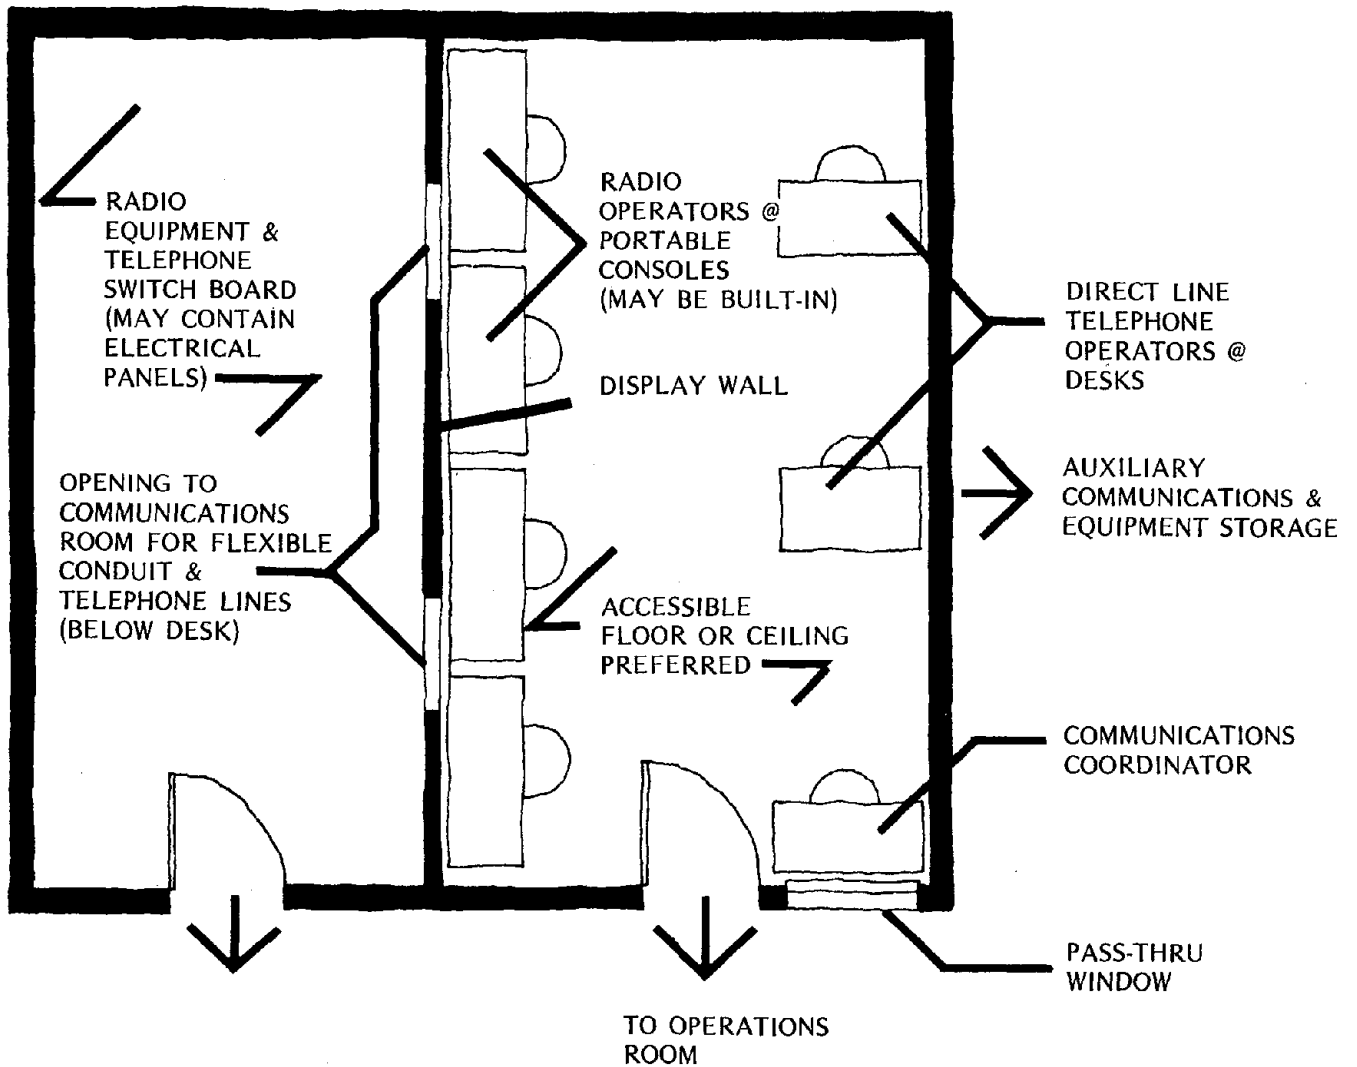 RADIO
EQUIPMENT &
TELEPHONE
SWITCH BOARD
(MAY CONTAIN
ELECTRICAL
PANELS)
OPENING TO
COMMUNICATIONS
ROOM FOR FLEXIBLE
CONDUIT &
TELEPHONE LINES
(BELOW DESK)
RADIO
OPERATORS @
PORTABLE
CONSOLES
(MAY BE BUILT-IN)
DISPLAY WALL
ACCESSIBLE
FLOOR OR CEILING
PREFERRED
DIRECT LINE
TELEPHONE
OPERATORS @
DESKS
AUXILIARY
COMMUNICATIONS &
EQUIPMENT STORAGE
COMMUNICATIONS
COORDINATOR
PASS-THRU
WINDOW
TO OPERATIONS
ROOM